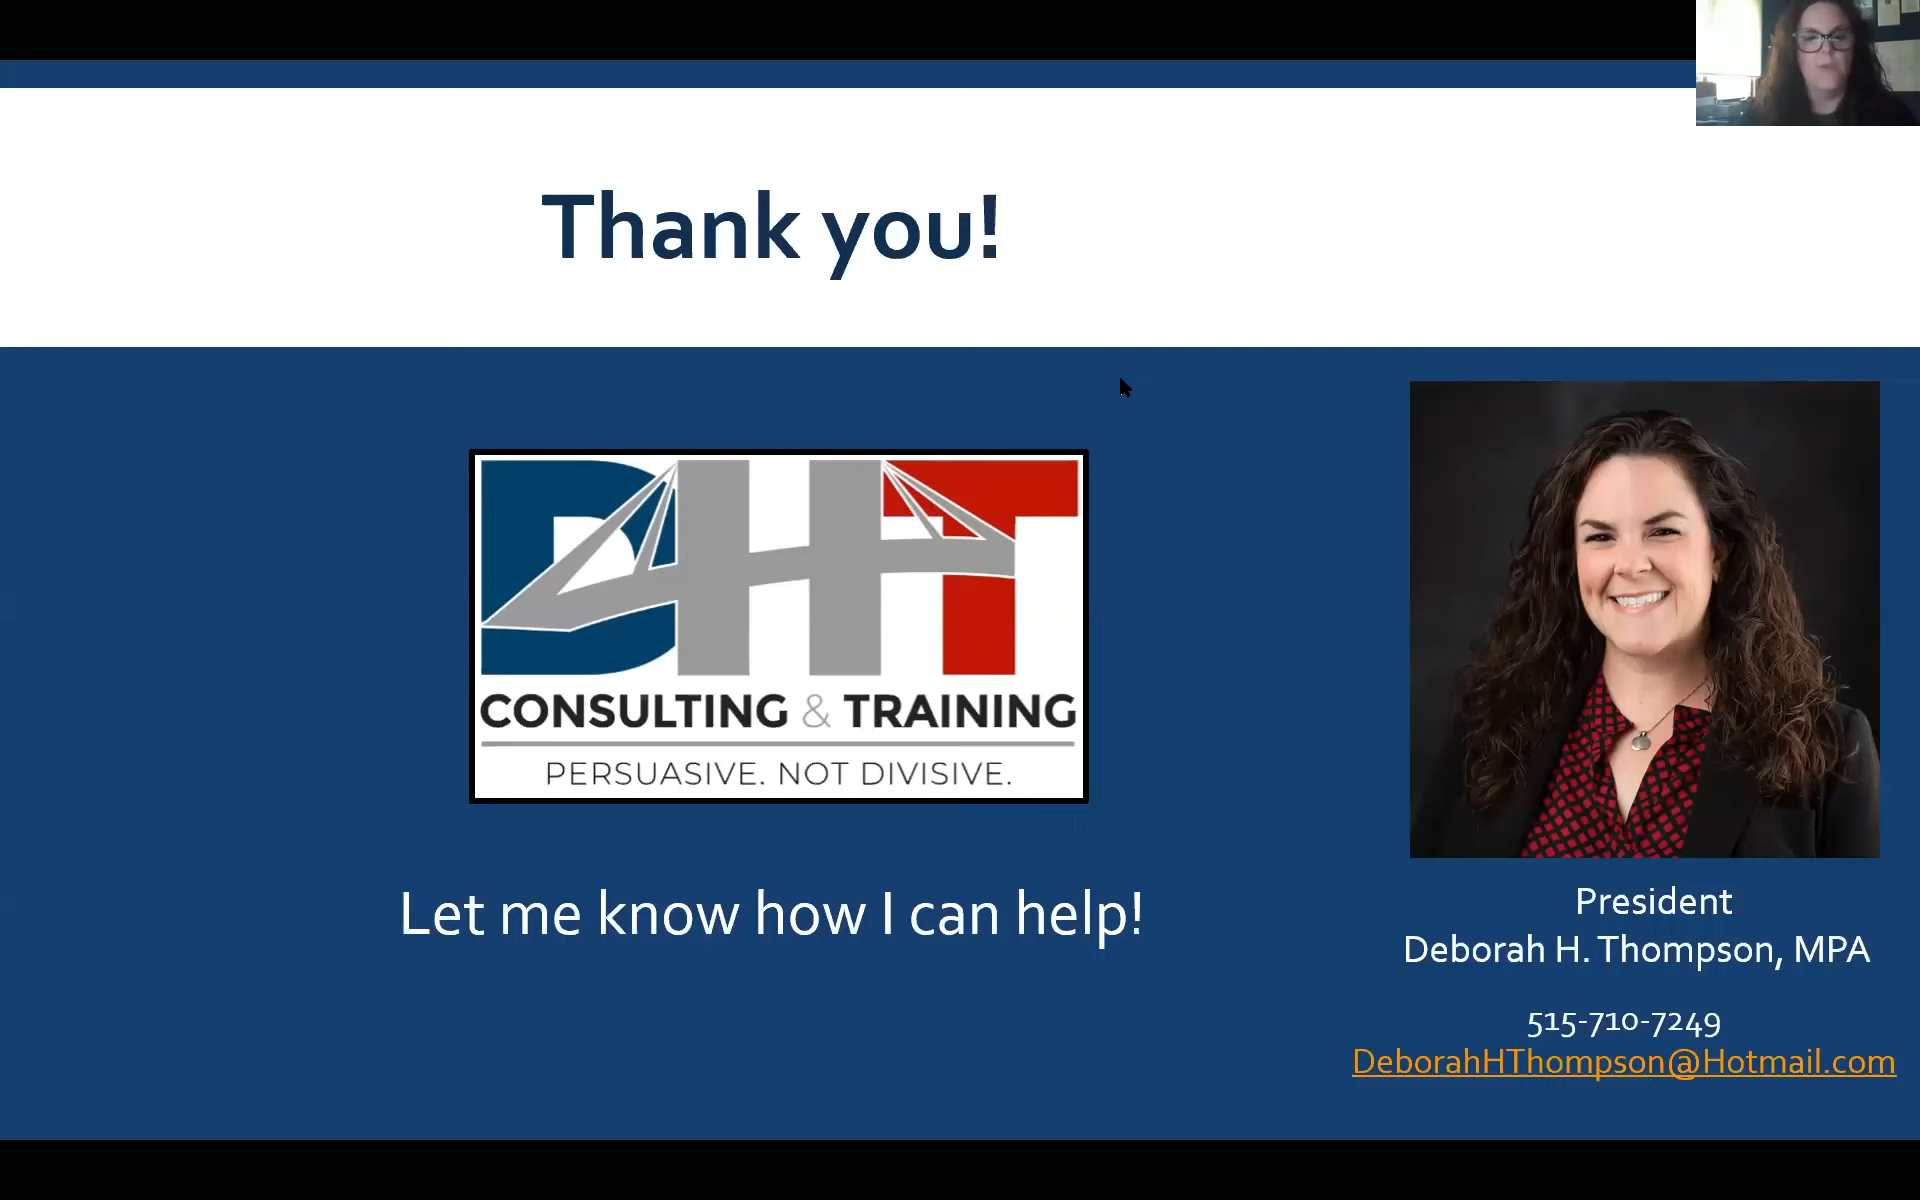 Thank you!
DHT
CONSULTING & TRAINING
PERSUASIVE. NOT DIVISIVE.
Let me know how I can help!
President
Deborah H. Thompson, MPA
515-710-7249
DeborahHThompson@Hotmail.com